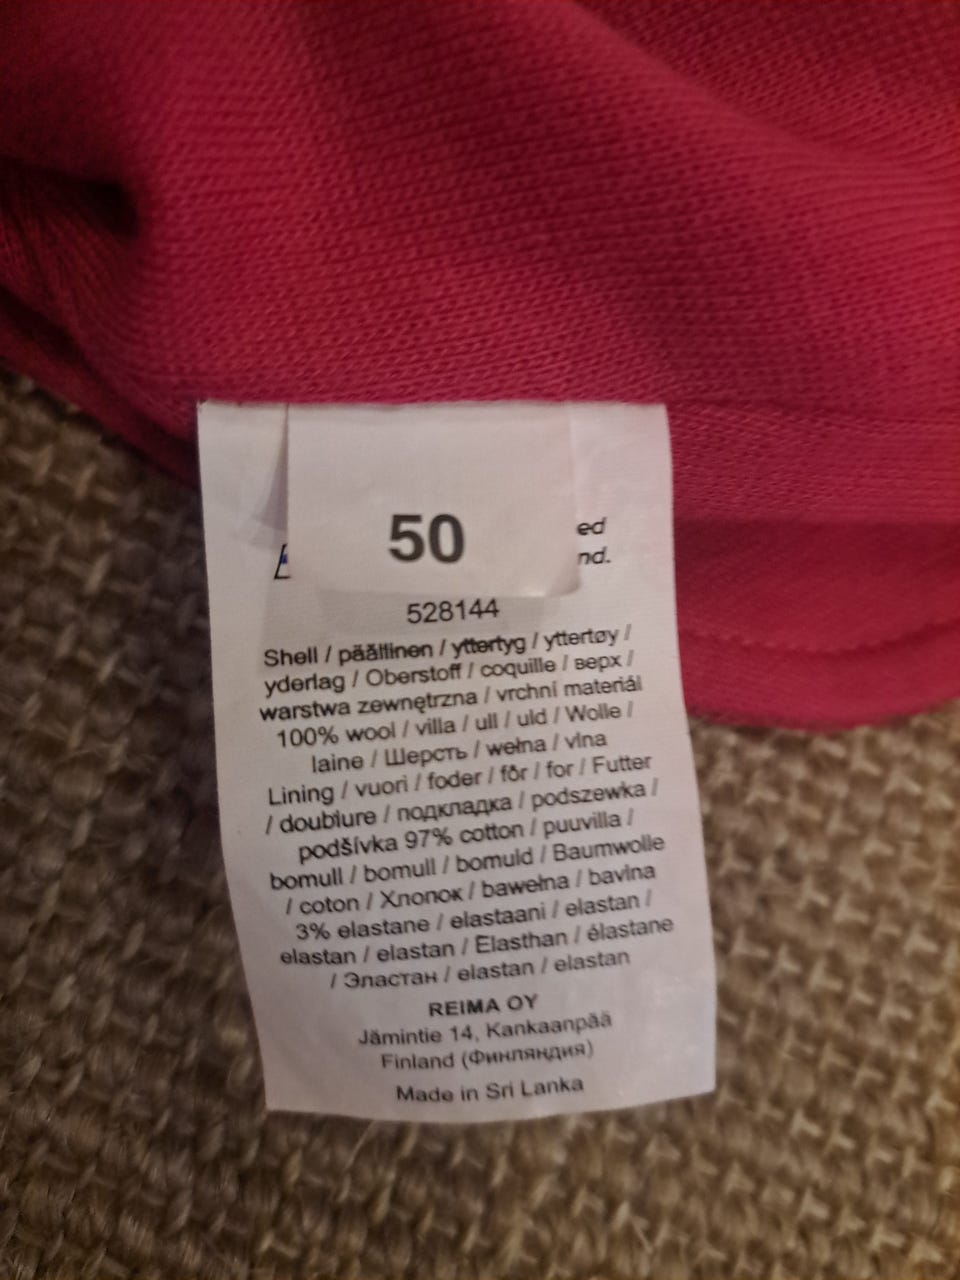 50
ed
nd.
528144
Shell / päällinen / yttertyg / yttertøy /
yderlag / Oberstoff / coquille / верх /
warstwa zewnętrzna / vrchní materiál
100% wool / villa / ull / uld / Wolle /
laine / Шерсть / wełna / vlna
Lining / vuori / foder / fôr / for / Futter
/ doublure / подкладка / podszewka /
podšívka 97% cotton / puuvilla /
bomull / bomull / bomuld / Baumwolle
/ coton / Хлопок / bawełna / bavlna
3% elastane / elastaani / elastan /
elastan / elastan / Elasthan / élastane
/ Эластан / elastan / elastan
REIMA OY
Jämintie 14, Kankaanpää
Finland (Финляндия)
Made in Sri Lanka